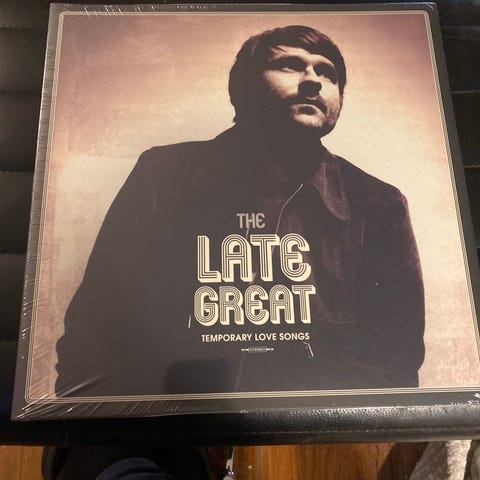 THE
LATE
GREAT
TEMPORARY LOVE SONGS